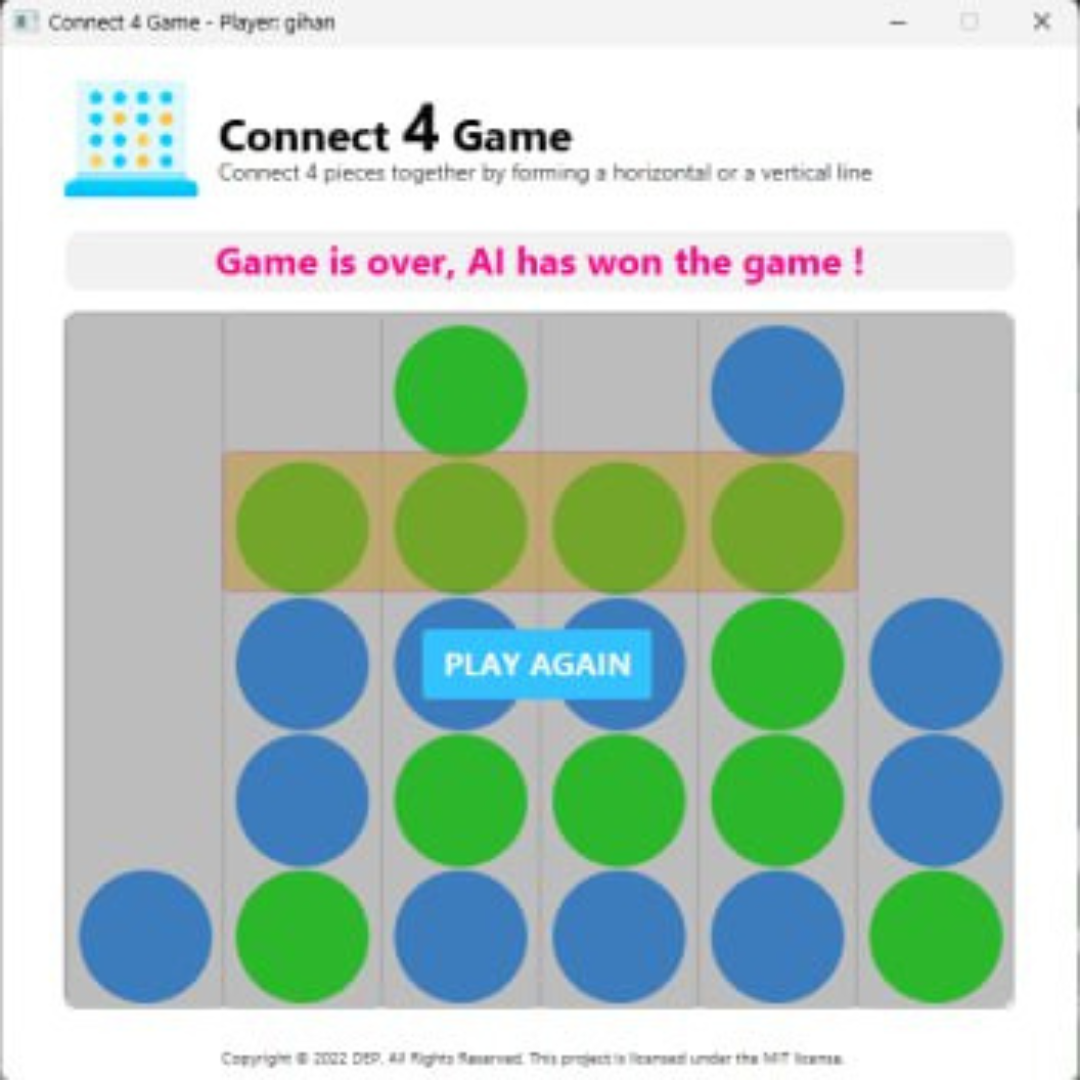 Connect 4 Game - Player: gihan
Connect 4 Game
Connect 4 pieces together by forming a horizontal or a vertical line
Game is over, AI has won the game !
PLAY AGAIN
Copyright © 2022 DEP. All Rights Reserved. This project is licensed under the MIT license.